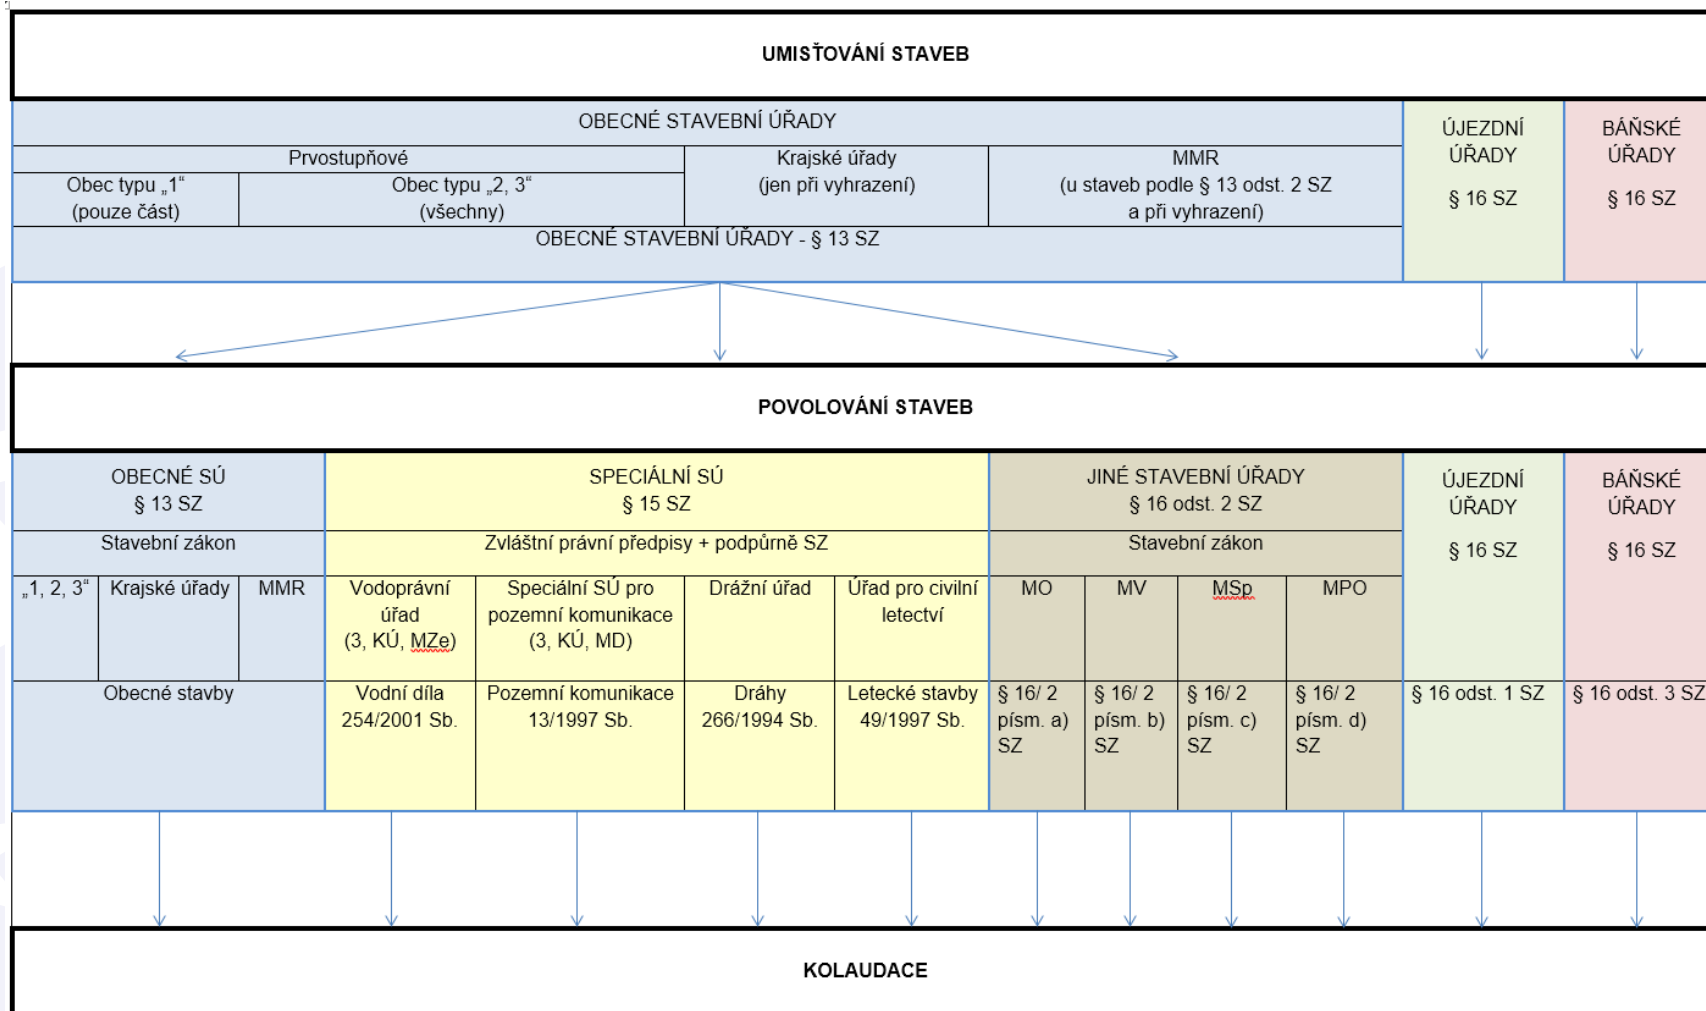 UMISŤOVÁNÍ STAVEB
OBECNÉ STAVEBNÍ ÚŘADY
Prvostupňové
Obec typu „1“
(pouze část)
Obec typu „2, 3“
(všechny)
Krajské úřady
(jen při vyhrazení)
MMR
(u staveb podle § 13 odst. 2 SZ
a při vyhrazení)
OBECNÉ STAVEBNÍ ÚŘADY - § 13 SZ
ÚJEZDNÍ
ÚŘADY
§ 16 SZ
BÁŇSKÉ
ÚŘADY
§ 16 SZ
POVOLOVÁNÍ STAVEB
OBECNÉ SÚ
§ 13 SZ
Stavební zákon
„1, 2, 3“
Krajské úřady
MMR
Obecné stavby
SPECIÁLNÍ SÚ
§ 15 SZ
Zvláštní právní předpisy + podpůrně SZ
Vodoprávní
úřad
(3, KÚ, MZe)
Speciální SÚ pro
pozemní komunikace
(3, KÚ, MD)
Drážní úřad
Úřad pro civilní
letectví
Vodní díla
254/2001 Sb.
Pozemní komunikace
13/1997 Sb.
Dráhy
266/1994 Sb.
Letecké stavby
49/1997 Sb.
JINÉ STAVEBNÍ ÚŘADY
§ 16 odst. 2 SZ
Stavební zákon
MO
MV
MSp
MPO
§ 16/ 2
písm. a)
SZ
§ 16/ 2
písm. b)
SZ
§ 16/ 2
písm. c)
SZ
§ 16/ 2
písm. d)
SZ
ÚJEZDNÍ
ÚŘADY
§ 16 SZ
§ 16 odst. 1 SZ
BÁŇSKÉ
ÚŘADY
§ 16 SZ
§ 16 odst. 3 SZ
KOLAUDACE